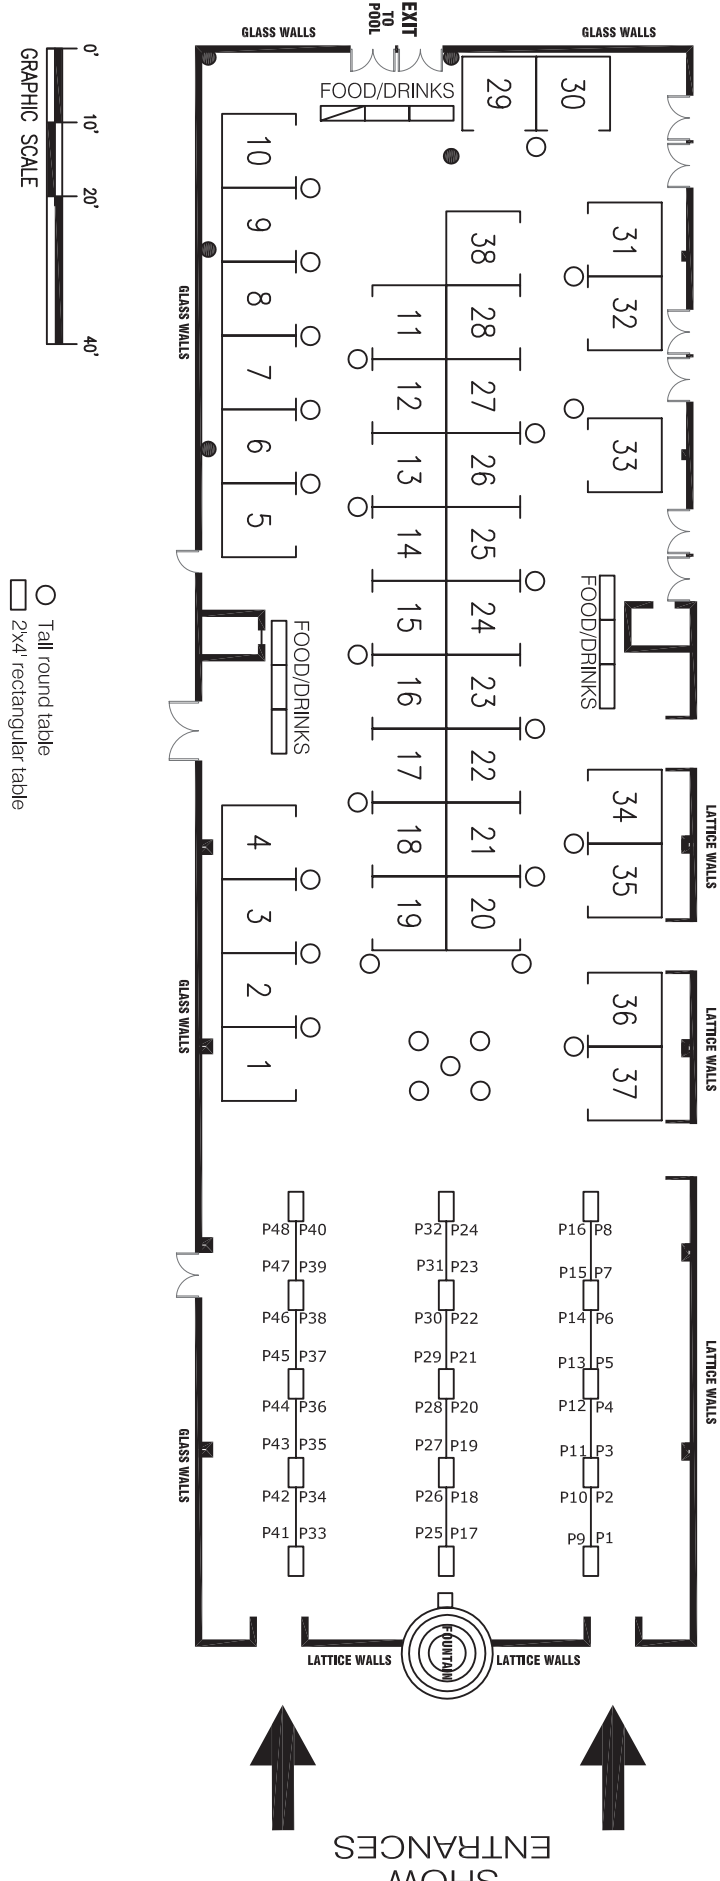 EXIT
TO
POOL
GLASS WALLS
GLASS WALLS
FOOD/DRINKS
29
30
0'
10'
20'
40'
GRAPHIC SCALE
10
9
8
7
6
5
GLASS WALLS
38
11
28
12
27
13
26
14
25
15
24
16
23
17
22
18
21
19
20
31
32
33
FOOD/DRINKS
FOOD/DRINKS
Tall round table
2'x4' rectangular table
4
3
2
1
GLASS WALLS
34
35
LATTICE WALLS
36
37
LATTICE WALLS
P48 P40
P47 P39
P46 P38
P45 P37
P44 P36
P43 P35
P42 P34
P41 P33
P32 P24
P31 P23
P30 P22
P29 P21
P28 P20
P27 P19
P26 P18
P25 P17
P16 P8
P15 P7
P14 P6
P13 P5
P12 P4
P11 P3
P10 P2
P9 P1
LATTICE WALLS
GLASS WALLS
FOUNTAIN
LATTICE WALLS
LATTICE WALLS
SHOW
ENTRANCES